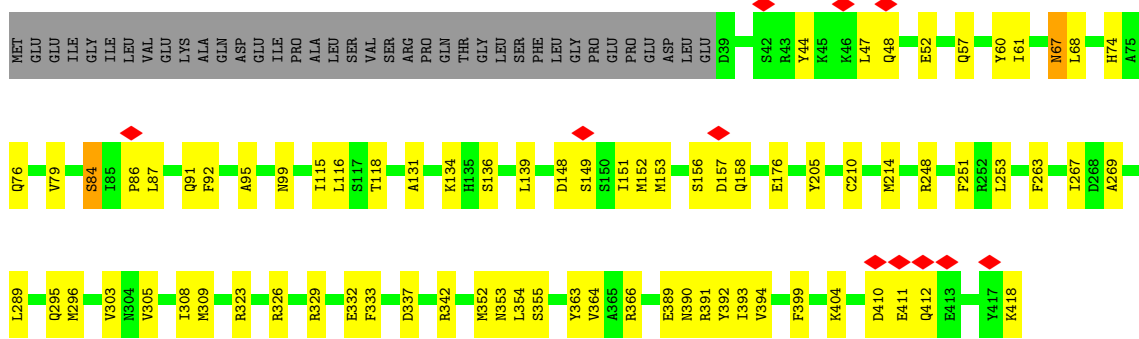 MET GLU GLU ILE GLY ILE LEU VAL GLU LYS ALA GLN ASP GLU ILE PRO ALA LEU SER VAL SER ARG PRO GLN THR GLY LEU SER PHE LEU GLY PRO GLU PRO GLU ASP LEU GLU D39 S42 R43 Y44 K45 K46 L47 Q48 E52 Q57 Y60 I61 N67 L68 H74 A75
Q76 V79 S84 I85 P86 L87 Q91 F92 A95 N99 I115 L116 S117 T118 A131 K134 H135 S136 L139 D148 S149 S150 I151 M152 M153 S156 D157 Q158 E176 Y205 C210 M214 R248 F251 R252 L253 F263 I267 D268 A269
L289 Q295 M296 V303 N304 V305 I308 M309 R323 R326 R329 E332 F333 D337 R342 M352 N353 L354 S355 Y363 V364 A365 R366 E389 N390 R391 Y392 I393 V394 F399 K404 D410 E411 Q412 E413 Y417 K418